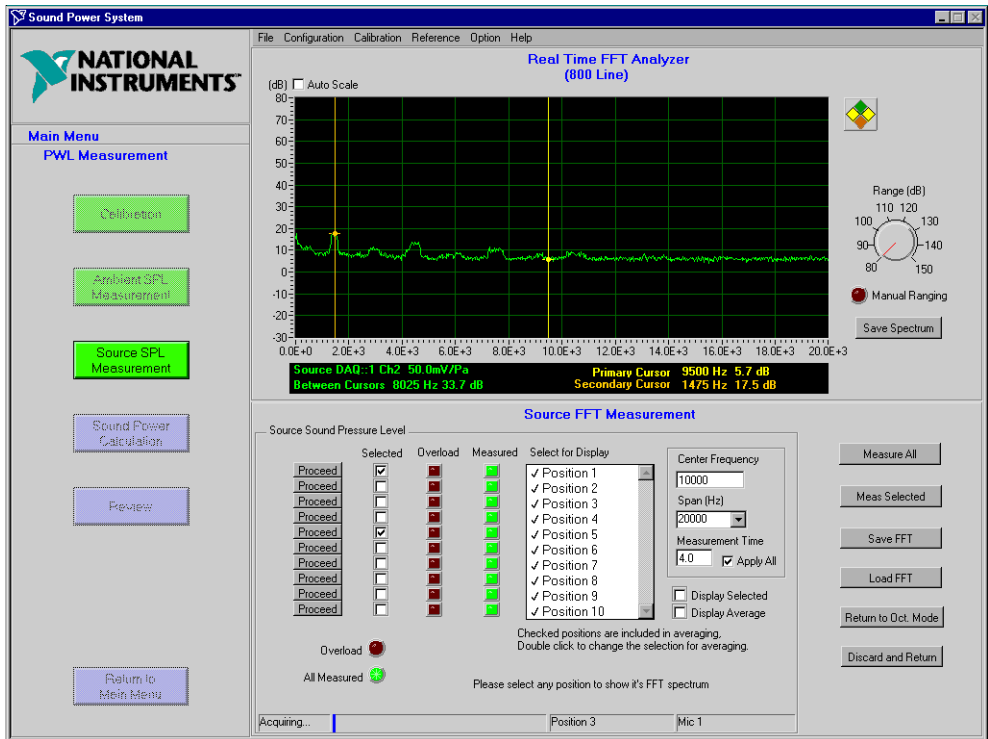 Sound Power System
NATIONAL
INSTRUMENTS™
Main Menu
PWL Measurement
Calibration
Ambient SPL
Measurement
Source SPL
Measurement
Sound Power
Calculation
Review
Return to
Main Menu
File Configuration Calibration Reference Option Help
Real Time FFT Analyzer
(800 Line)
(dB) Auto Scale
80
70
60
50
40
30
20
10
0
-10
-20
-30
0.0E+0 2.0E+3 4.0E+3 6.0E+3 8.0E+3 10.0E+3 12.0E+3 14.0E+3 16.0E+3 18.0E+3 20.0E+3
Source DAQ::1 Ch2 50.0mV/Pa Primary Cursor 9500 Hz 5.7 dB
Between Cursors 8025 Hz 33.7 dB Secondary Cursor 1475 Hz 17.5 dB
Range (dB)
110 120
100 130
90 140
80 150
Manual Ranging
Save Spectrum
Source FFT Measurement
Source Sound Pressure Level
Selected Overload Measured Select for Display
Proceed ✓ Position 1
Proceed ✓ Position 2
Proceed ✓ Position 3
Proceed ✓ Position 4
Proceed ✓ Position 5
Proceed ✓ Position 6
Proceed ✓ Position 7
Proceed ✓ Position 8
Proceed ✓ Position 9
Proceed ✓ Position 10
Center Frequency
10000
Span (Hz)
20000
Measurement Time
4.0 Apply All
Display Selected
Display Average
Checked positions are included in averaging,
Double click to change the selection for averaging.
Overload
All Measured
Please select any position to show it's FFT spectrum
Acquiring... Position 3 Mic 1
Measure All
Meas Selected
Save FFT
Load FFT
Return to Oct. Mode
Discard and Return